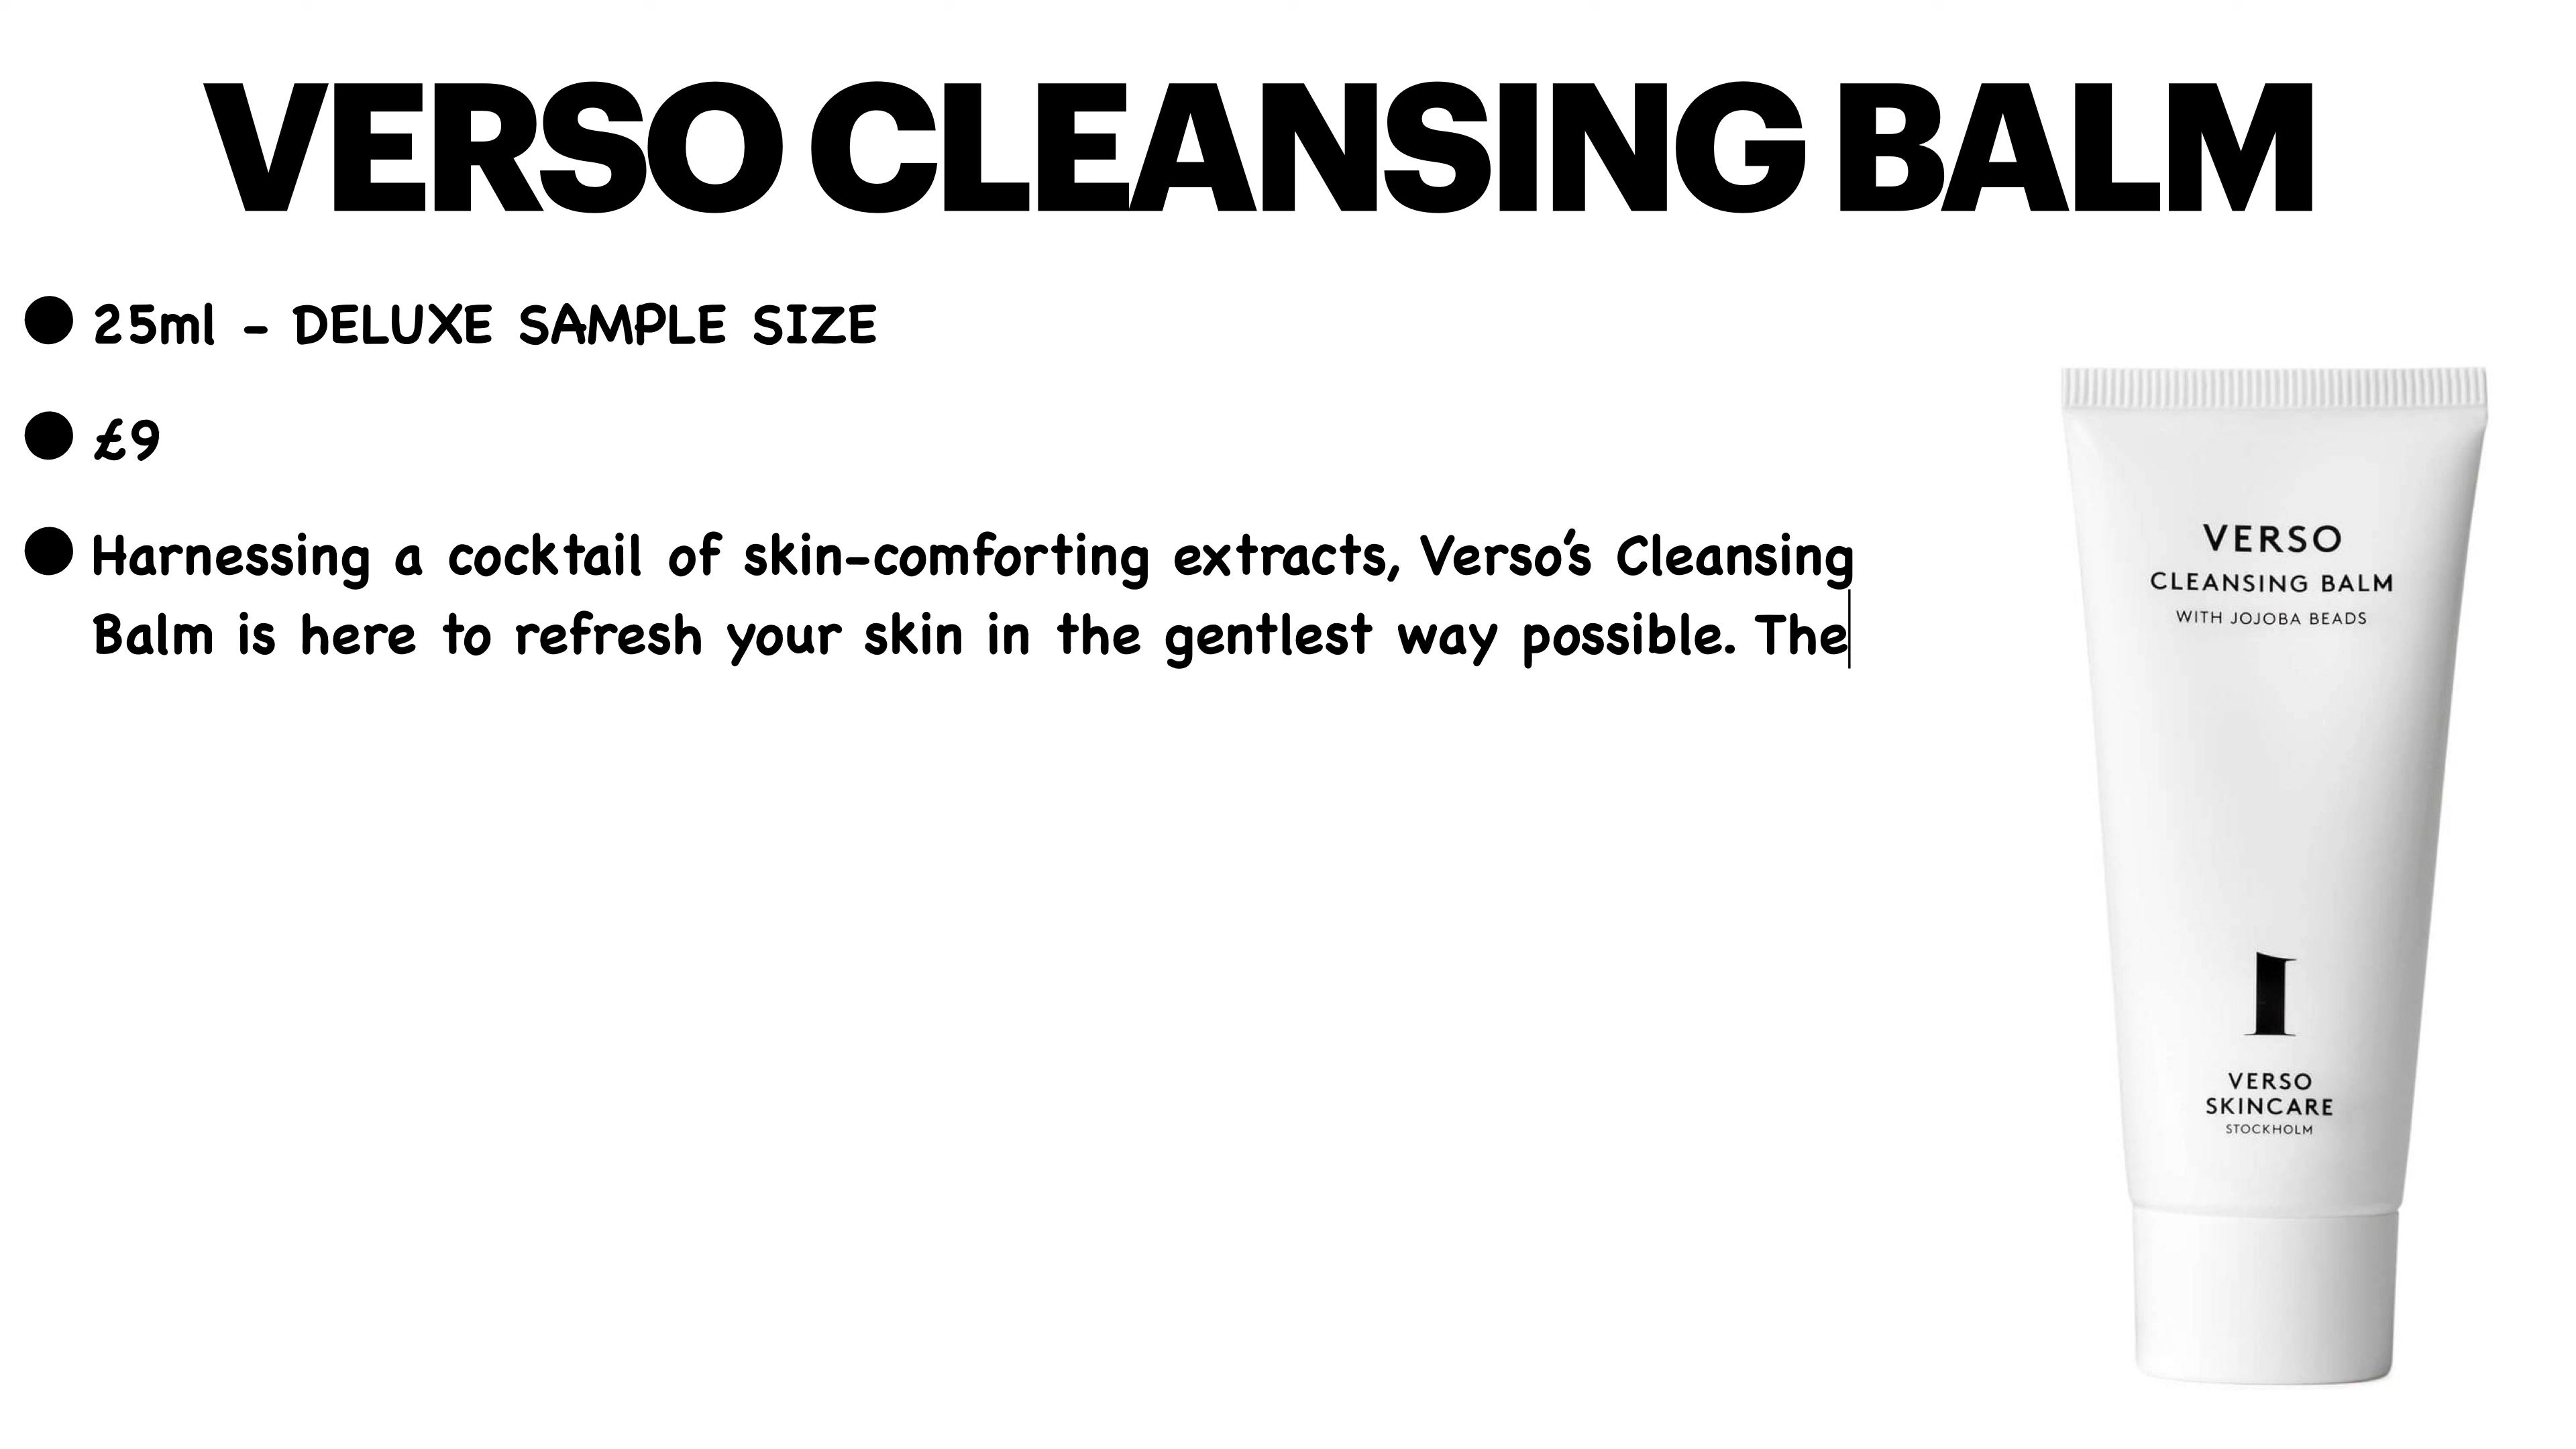 VERSO CLEANSING BALM
● 25ml - DELUXE SAMPLE SIZE
● £9
● Harnessing a cocktail of skin-comforting extracts, Verso’s Cleansing
Balm is here to refresh your skin in the gentlest way possible. The
VERSO
CLEANSING BALM
WITH JOJOBA BEADS
1
VERSO
SKINCARE
STOCKHOLM